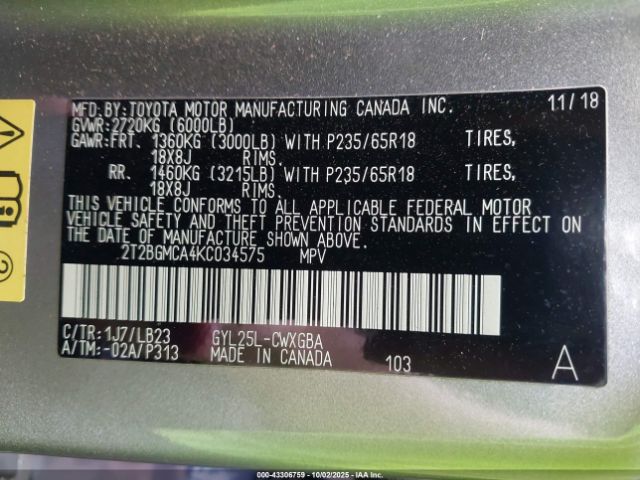 MFD.BY:TOYOTA MOTOR MANUFACTURING CANADA INC. 11/18
GVWR:2720KG (6000LB)
GAWR:FRT. 1360KG (3000LB) WITH P235/65R18 TIRES,
18X8J RIMS.
RR. 1460KG (3215LB) WITH P235/65R18 TIRES,
18X8J RIMS.
THIS VEHICLE CONFORMS TO ALL APPLICABLE FEDERAL MOTOR
VEHICLE SAFETY AND THEFT PREVENTION STANDARDS IN EFFECT ON
THE DATE OF MANUFACTURE SHOWN ABOVE.
2T2BGMCA4KC034575 MPV
C/TR:1J7/LB23 GYL25L-CWXGBA
A/TM:-02A/P313 MADE IN CANADA 103 A
2
000-43306759 - 10/02/2025 - IAA Inc.